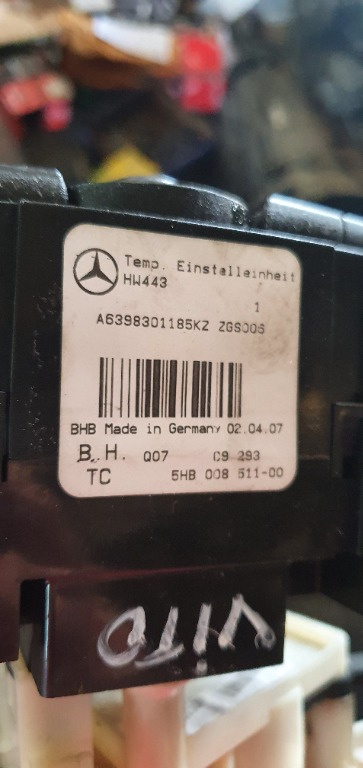 Temp. Einstelleinheit
HW443
1
A6398301185KZ ZGS006
BHB Made in Germany 02.04.07
B.H. Q07 C9 293
TC 5HB 008 511-00
VITO